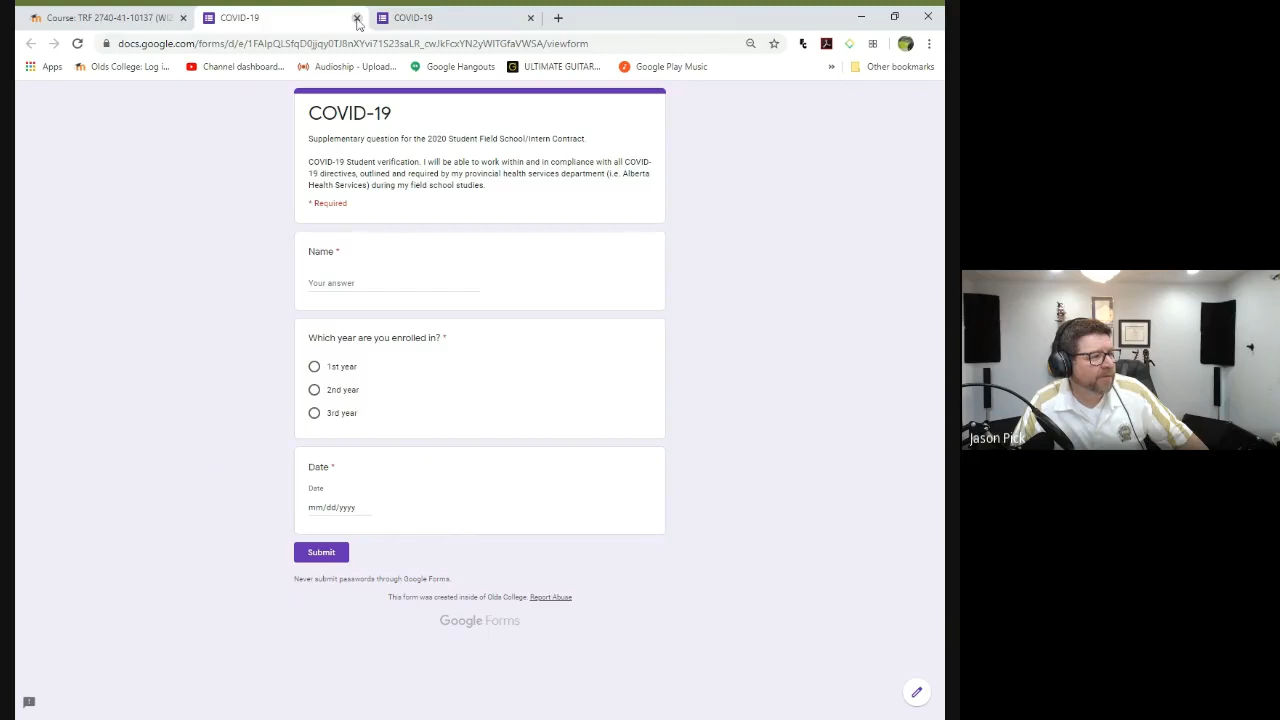 Course: TRF 2740-41-10137 (WI2
COVID-19
COVID-19
docs.google.com/forms/d/e/
Apps
Olds College: Log i...
Channel dashboard...
Audioship - Upload...
Google Hangouts
ULTIMATE GUITAR...
Google Play Music
»
Other bookmarks
COVID-19
Supplementary question for the 2020 Student Field School/Intern Contract.
COVID-19 Student verification. I will be able to work within and in compliance with all COVID-
19 directives, outlined and required by my provincial health services department (i.e. Alberta
Health Services) during my field school studies.
* Required
Name *
Your answer
Which year are you enrolled in? *
1st year
2nd year
3rd year
Date *
Date
mm/dd/yyyy
Submit
Never submit passwords through Google Forms.
This form was created inside of Olds College. Report Abuse
Google Forms
Jason Pick